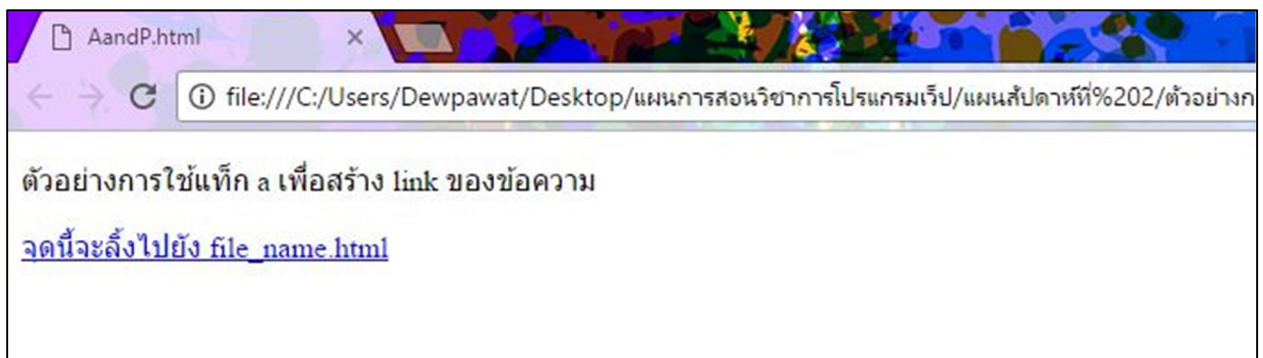 AandP.html
file:///C:/Users/Dewpawat/Desktop/แผนการสอนวิชาการโปรแกรมเว็ป/แผนสัปดาห์ที่%202/ตัวอย่างก
ตัวอย่างการใช้แท็ก a เพื่อสร้าง link ของข้อความ
จุดนี้จะลิ้งไปยัง file_name.html